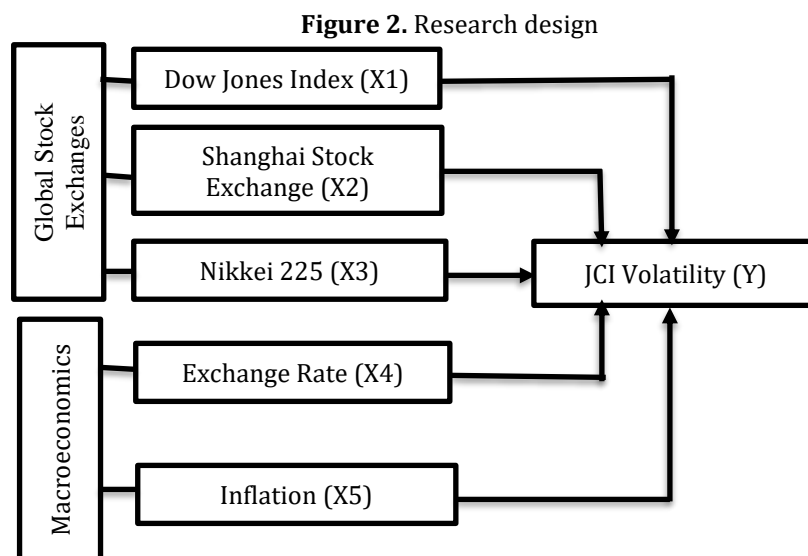 Figure 2. Research design
Global Stock
Exchanges
Dow Jones Index (X1)
Shanghai Stock
Exchange (X2)
Nikkei 225 (X3)
JCI Volatility (Y)
Macroeconomics
Exchange Rate (X4)
Inflation (X5)